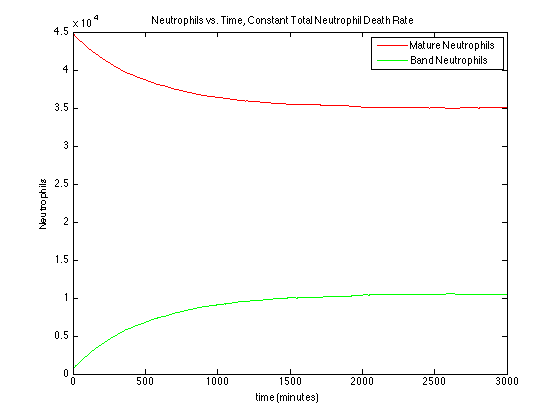 Neutrophils vs. Time, Constant Total Neutrophil Death Rate
x 10^4
Mature Neutrophils
Band Neutrophils
4.5
4
3.5
3
2.5
2
1.5
1
0.5
0
Neutrophils
0
500
1000
1500
2000
2500
3000
time (minutes)